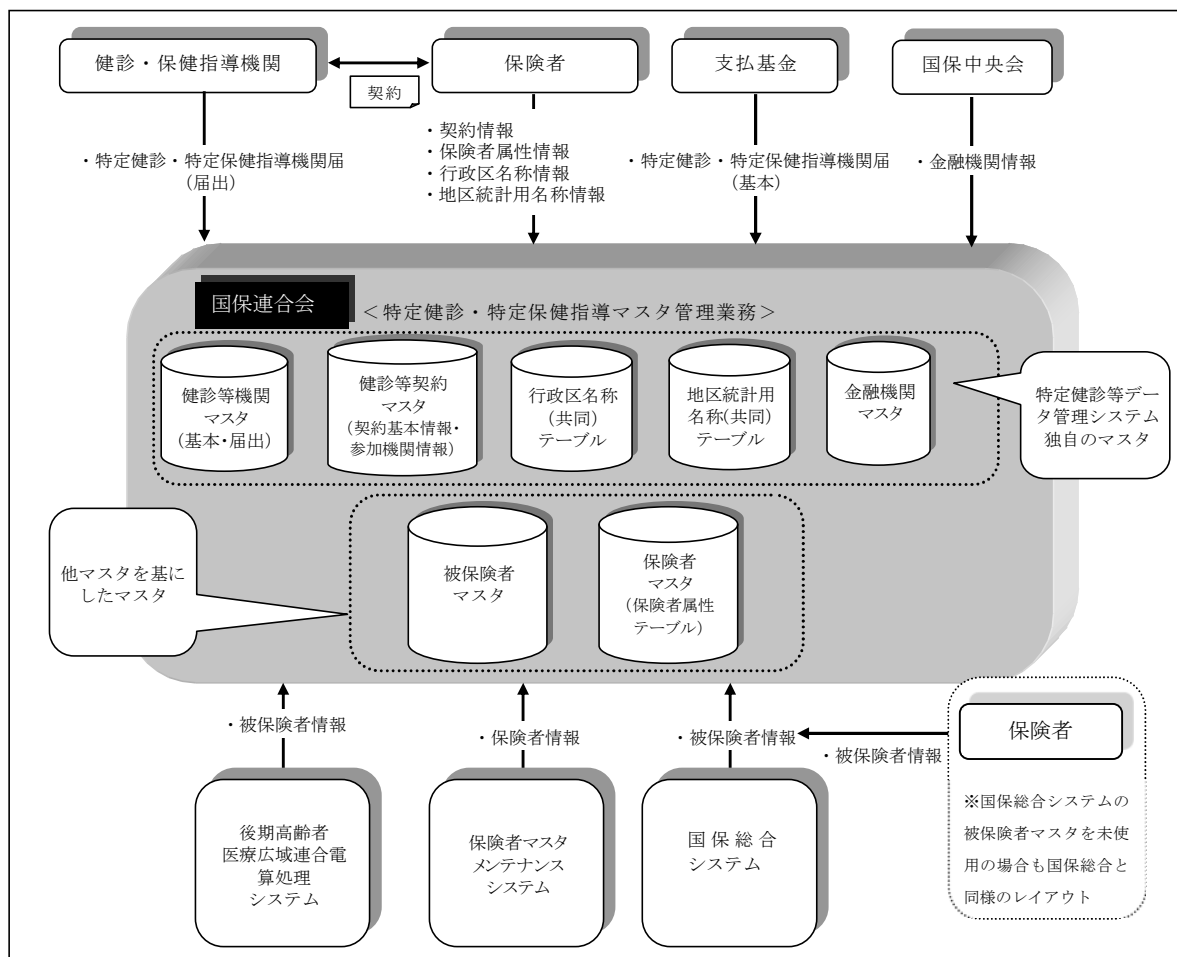 健診・保健指導機関
保険者
支払基金
国保中央会
契約
・特定健診・特定保健指導機関届
(届出)
・契約情報
・保険者属性情報
・行政区名称情報
・地区統計用名称情報
・特定健診・特定保健指導機関届
(基本)
・金融機関情報
国保連合会
＜特定健診・特定保健指導マスタ管理業務＞
健診等機関
マスタ
(基本・届出)
健診等契約
マスタ
(契約基本情報・
参加機関情報)
行政区名称
(共同)
テーブル
地区統計用
名称(共同)
テーブル
金融機関
マスタ
特定健診等デー
タ管理システム
独自のマスタ
他マスタを基に
したマスタ
被保険者
マスタ
保険者
マスタ
(保険者属性
テーブル)
・被保険者情報
・保険者情報
・被保険者情報
・被保険者情報
保険者
※国保総合システムの
被保険者マスタを未使
用の場合も国保総合と
同様のレイアウト
後期高齢者
医療広域連合電
算処理
システム
保険者マスタ
メンテナンス
システム
国保総合
システム